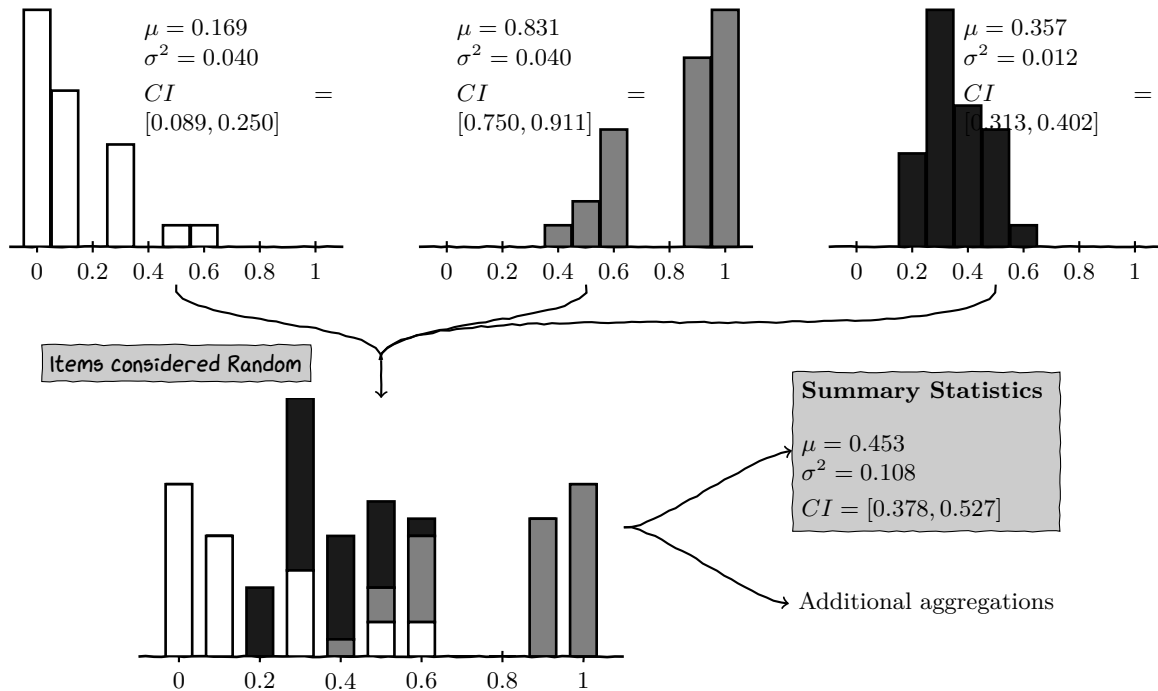 μ = 0.169
σ² = 0.040
CI =
[0.089, 0.250]
0 0.2 0.4 0.6 0.8 1
μ = 0.831
σ² = 0.040
CI =
[0.750, 0.911]
0 0.2 0.4 0.6 0.8 1
μ = 0.357
σ² = 0.012
CI =
[0.313, 0.402]
0 0.2 0.4 0.6 0.8 1
Items considered Random
0 0.2 0.4 0.6 0.8 1
Summary Statistics
μ = 0.453
σ² = 0.108
CI = [0.378, 0.527]
Additional aggregations